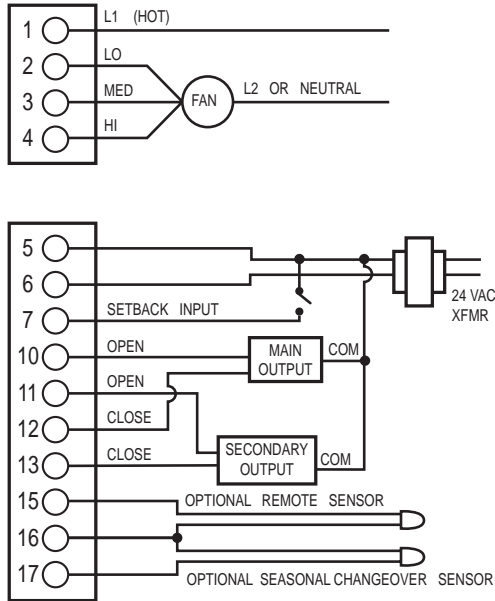 1 L1 (HOT)
2 LO
3 MED FAN L2 OR NEUTRAL
4 HI
5
6
24 VAC
XFMR
7 SETBACK INPUT
10 OPEN MAIN
OUTPUT COM
11 OPEN
12 CLOSE
13 CLOSE SECONDARY
OUTPUT COM
15 OPTIONAL REMOTE SENSOR
16
17 OPTIONAL SEASONAL CHANGEOVER SENSOR